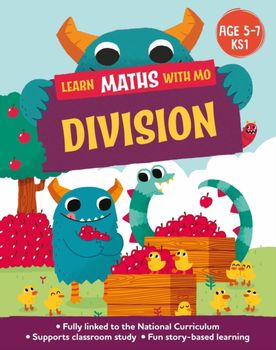 AGE 5-7
KS1
LEARN MATHS WITH MO
DIVISION
• Fully linked to the National Curriculum
• Supports classroom study • Fun story-based learning